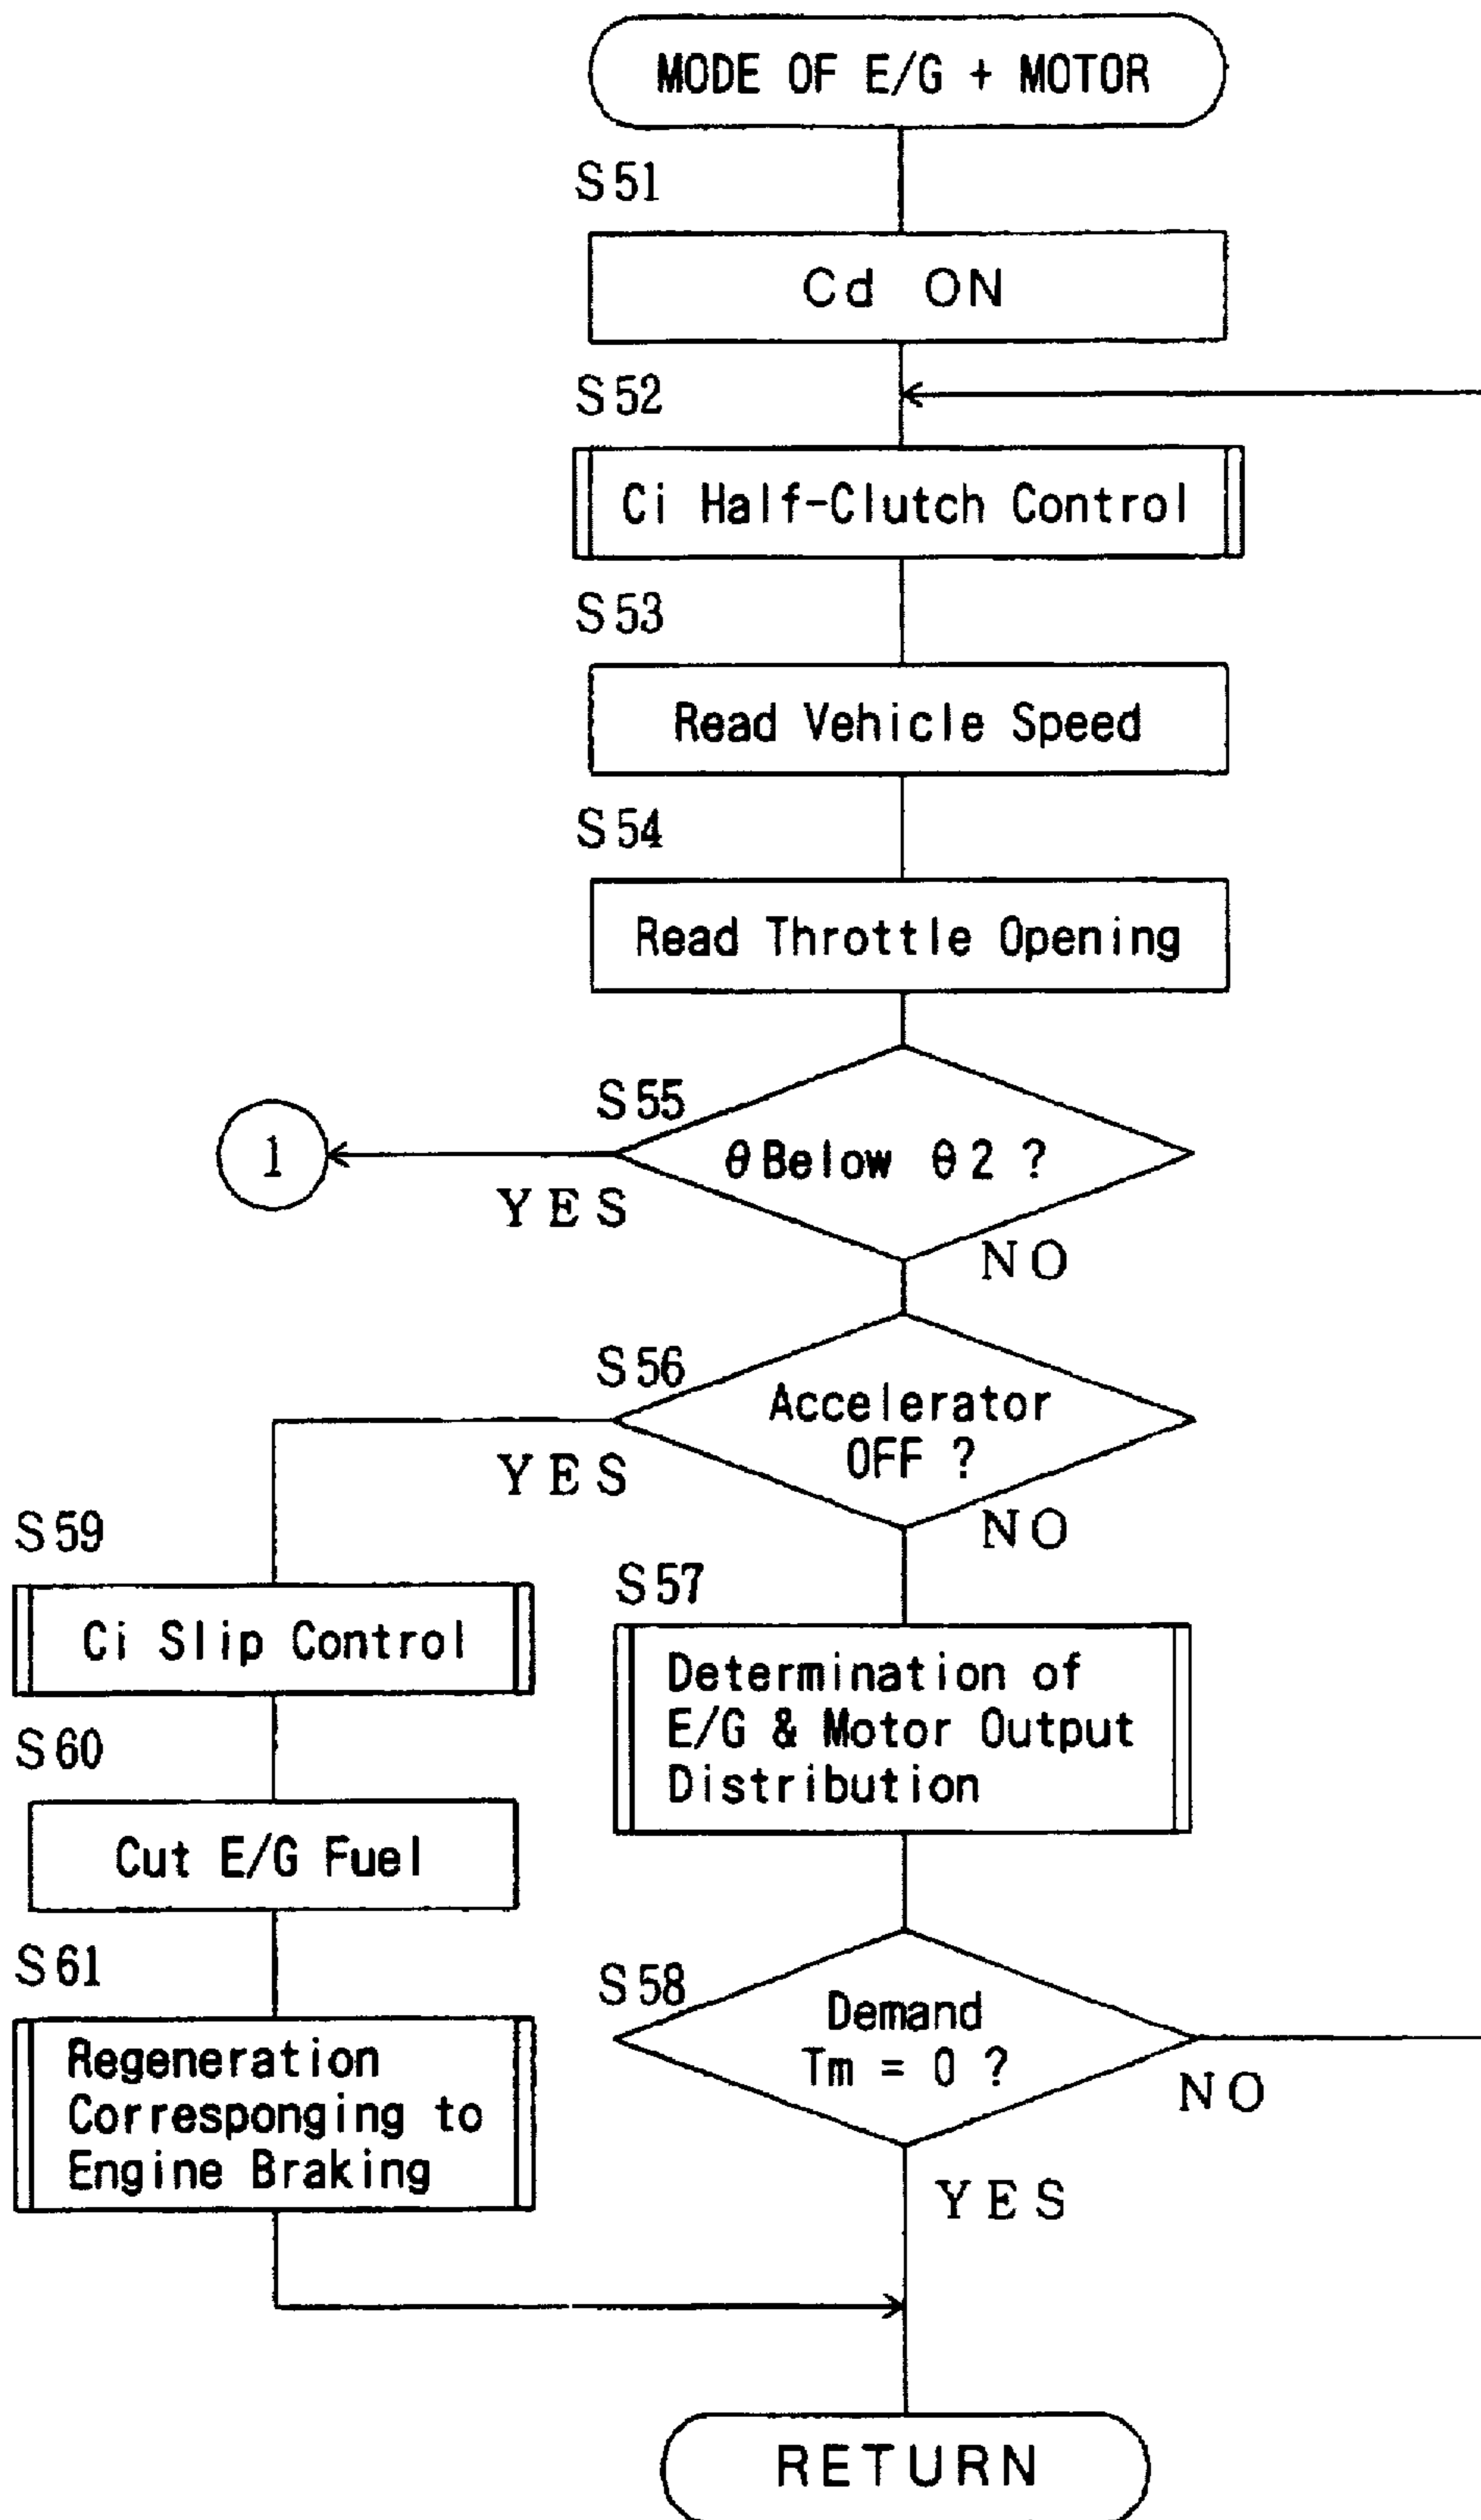 MODE OF E/G + MOTOR
S51
Cd ON
S52
Ci Half-Clutch Control
S53
Read Vehicle Speed
S54
Read Throttle Opening
S55
θ Below θ2 ?
1
YES
NO
S56
Accelerator
OFF ?
YES
NO
S59
Ci Slip Control
S57
Determination of
E/G & Motor Output
Distribution
S60
Cut E/G Fuel
S61
Regeneration
Corresponging to
Engine Braking
S58
Demand
Tm = 0 ?
NO
YES
RETURN